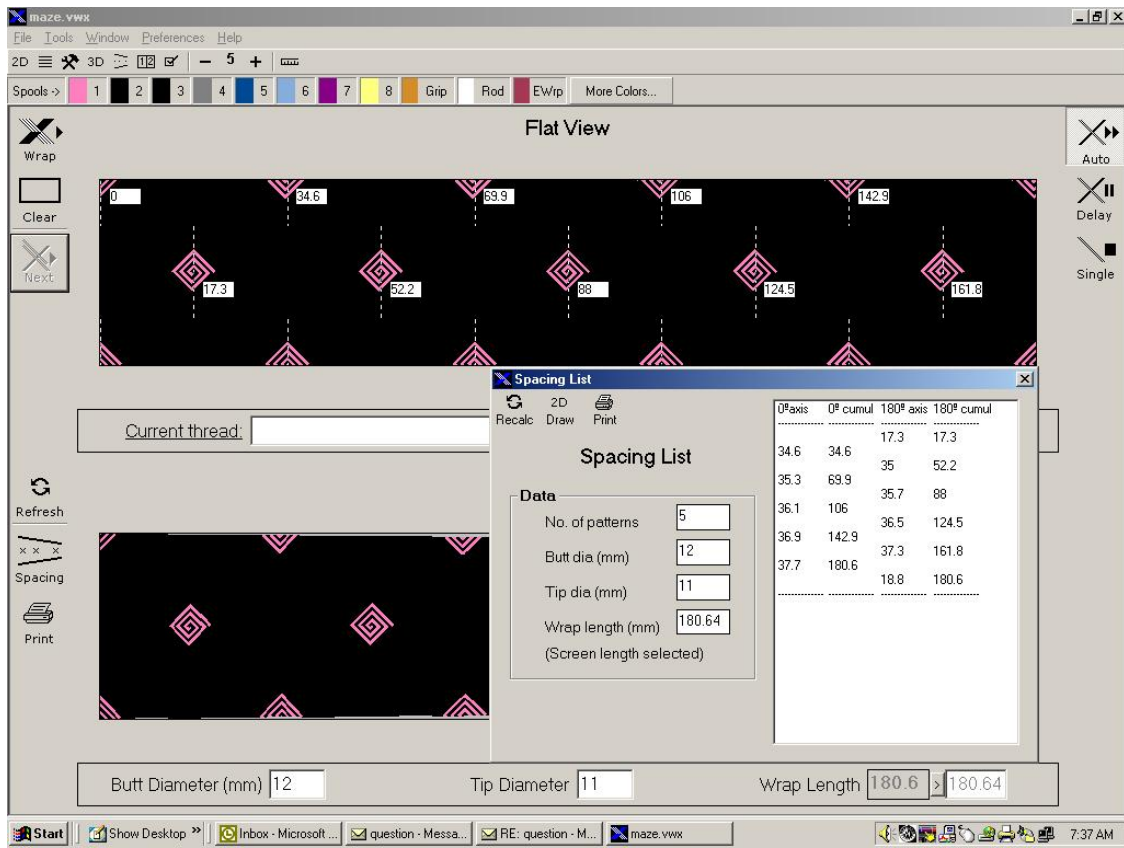 maze.vwx
File Tools Window Preferences Help
2D 3D 12 − 5 +
Spools -> 1 2 3 4 5 6 7 8 Grip Rod EWrp More Colors...
Flat View
Wrap
Clear
Next
Auto
Delay
Single
0 34.6 69.9 106 142.9
17.3 52.2 88 124.5 161.8
Current thread:
Refresh
Spacing
Print
Spacing List
Recalc 2D Draw Print
Spacing List
Data
No. of patterns 5
Butt dia (mm) 12
Tip dia (mm) 11
Wrap length (mm) 180.64
(Screen length selected)
0º axis 0º cumul 180º axis 180º cumul
------------- ------------- ------------- -------------
17.3 17.3
34.6 34.6
35 52.2
35.3 69.9
35.7 88
36.1 106
36.5 124.5
36.9 142.9
37.3 161.8
37.7 180.6
18.8 180.6
------------- ------------- ------------- -------------
Butt Diameter (mm) 12 Tip Diameter 11 Wrap Length 180.6 > 180.64
Start Show Desktop » Inbox - Microsoft ... question - Messa... RE: question - M... maze.vwx 7:37 AM